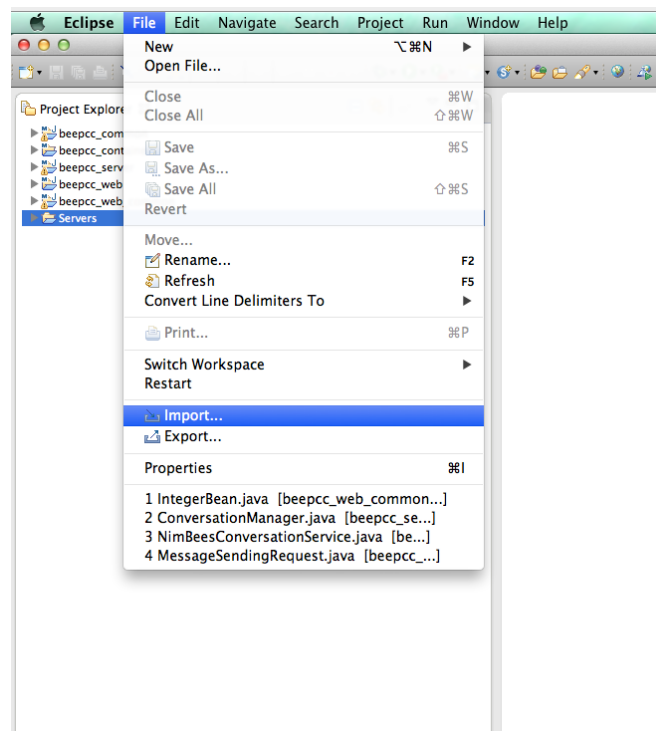 Eclipse File Edit Navigate Search Project Run Window Help
New ⌥⌘N
Open File...
Close ⌘W
Close All ⇧⌘W
Save ⌘S
Save As...
Save All ⇧⌘S
Revert
Move...
Rename... F2
Refresh F5
Convert Line Delimiters To
Print... ⌘P
Switch Workspace
Restart
Import...
Export...
Properties ⌘I
1 IntegerBean.java [beepcc_web_common...]
2 ConversationManager.java [beepcc_se...]
3 NimBeesConversationService.java [be...]
4 MessageSendingRequest.java [beepcc_...]
Project Explore
beepcc_com
beepcc_cont
beepcc_serv
beepcc_web
beepcc_web
Servers